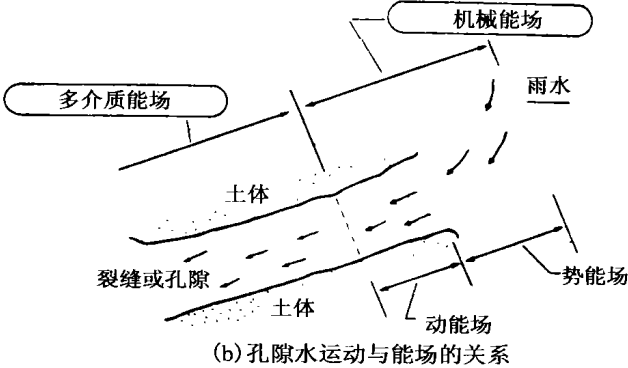 机械能场
多介质能场
雨水
土体
裂缝或孔隙
势能场
土体
动能场
(b)孔隙水运动与能场的关系